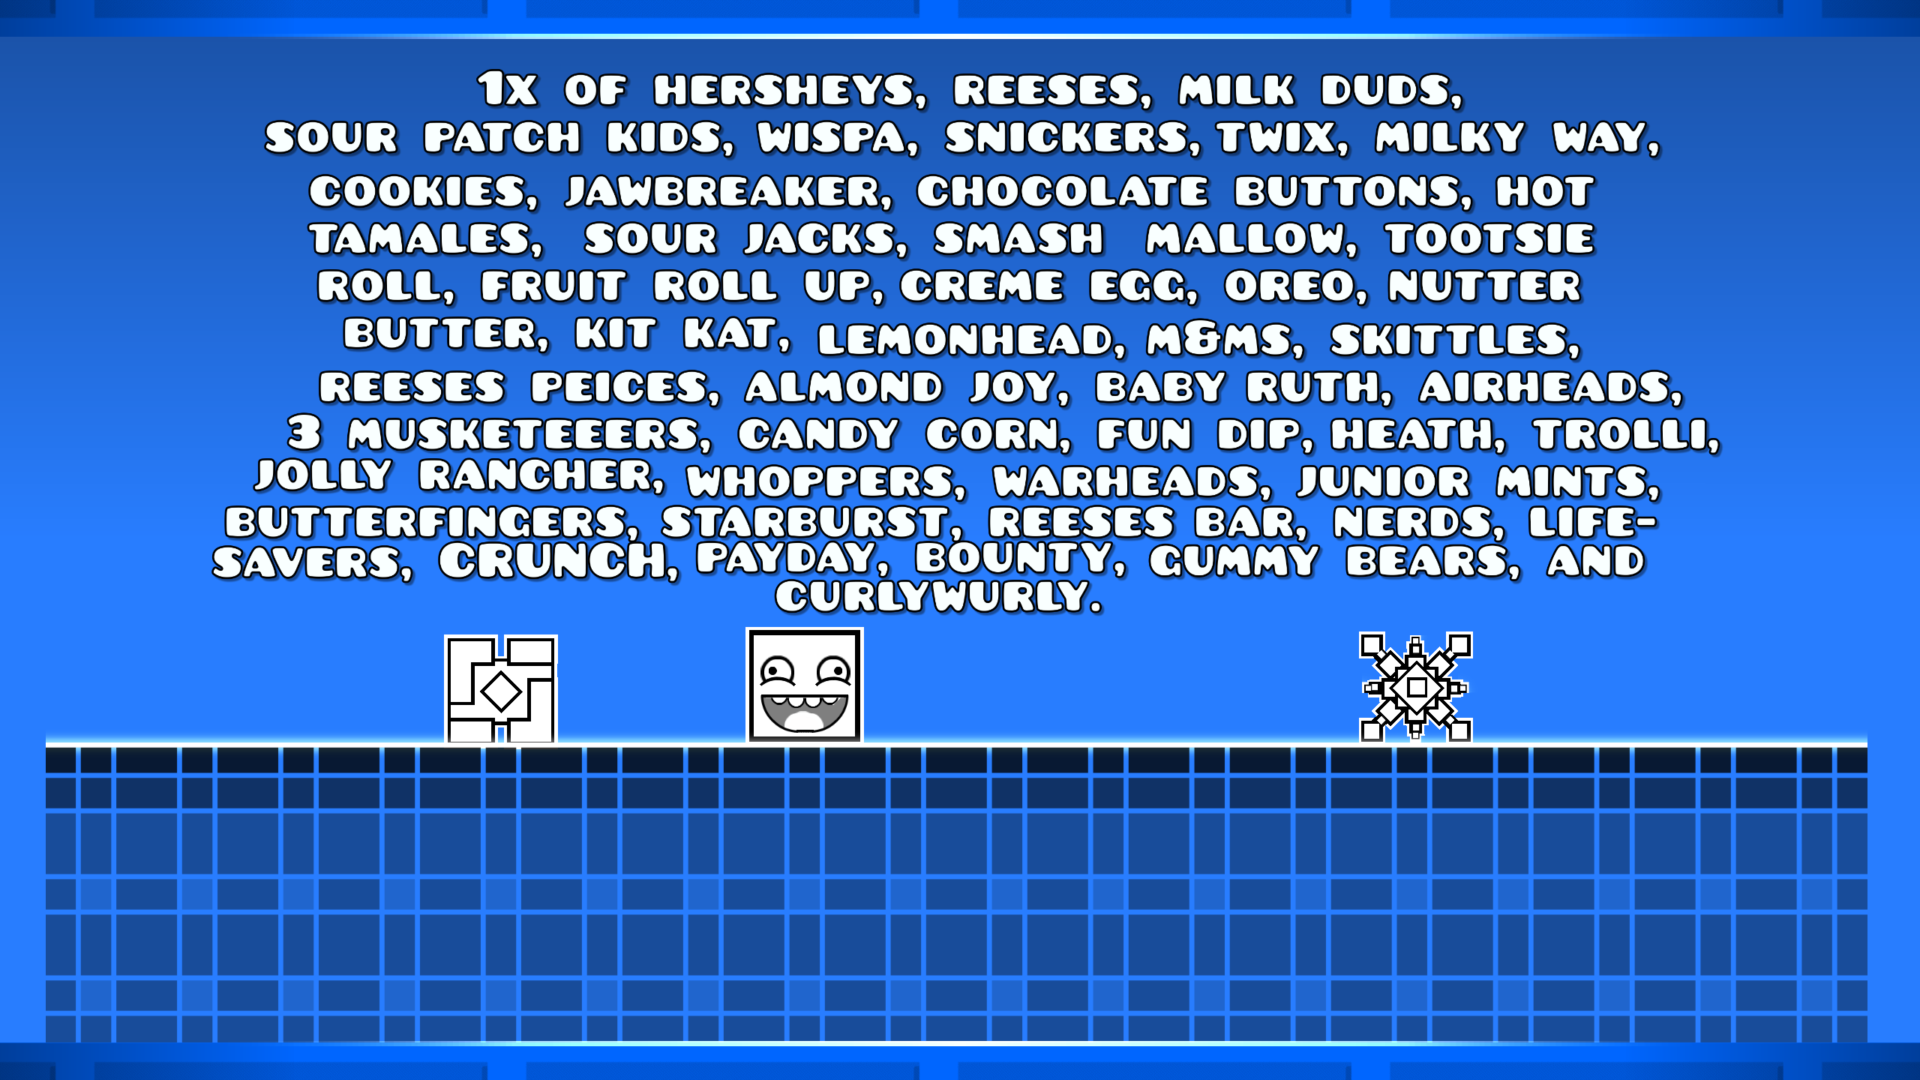 1X OF HERSHEYS, REESES, MILK DUDS,
SOUR PATCH KIDS, WISPA, SNICKERS, TWIX, MILKY WAY,
COOKIES, JAWBREAKER, CHOCOLATE BUTTONS, HOT
TAMALES, SOUR JACKS, SMASH MALLOW, TOOTSIE
ROLL, FRUIT ROLL UP, CREME EGG, OREO, NUTTER
BUTTER, KIT KAT, LEMONHEAD, M&MS, SKITTLES,
REESES PEICES, ALMOND JOY, BABY RUTH, AIRHEADS,
3 MUSKETEEERS, CANDY CORN, FUN DIP, HEATH, TROLLI,
JOLLY RANCHER, WHOPPERS, WARHEADS, JUNIOR MINTS,
BUTTERFINGERS, STARBURST, REESES BAR, NERDS, LIFE-
SAVERS, CRUNCH, PAYDAY, BOUNTY, GUMMY BEARS, AND
CURLYWURLY.